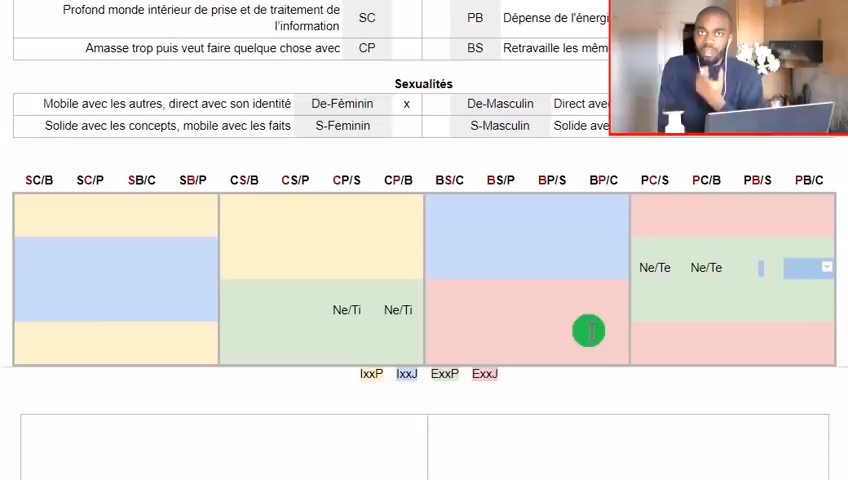 Profond monde intérieur de prise et de traitement de l'information SC PB Dépense de l'énergi
Amasse trop puis veut faire quelque chose avec CP BS Retravaille les mêm
Sexualités
Mobile avec les autres, direct avec son identité De-Féminin x De-Masculin Direct ave
Solide avec les concepts, mobile avec les faits S-Feminin S-Masculin Solide ave
SC/B SC/P SB/C SB/P CS/B CS/P CP/S CP/B BS/C BS/P BP/S BP/C PC/S PC/B PB/S PB/C
Ne/Te Ne/Te
Ne/Ti Ne/Ti
IxxP IxxJ ExxP ExxJ